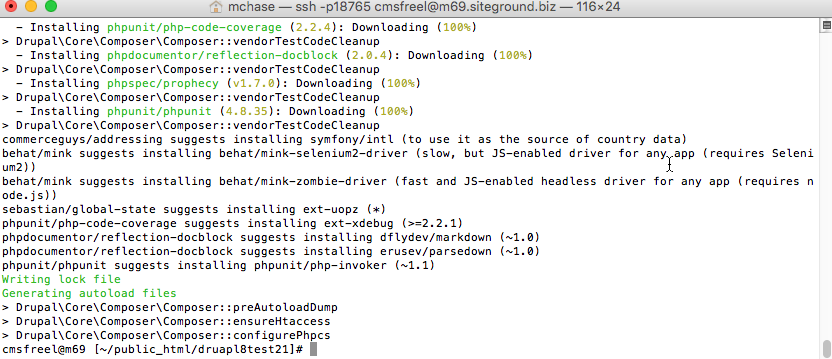 mchase — ssh -p18765 cmsfreel@m69.siteground.biz — 116×24
- Installing phpunit/php-code-coverage (2.2.4): Downloading (100%)
> Drupal\Core\Composer\Composer::vendorTestCodeCleanup
- Installing phpdocumentor/reflection-docblock (2.0.4): Downloading (100%)
> Drupal\Core\Composer\Composer::vendorTestCodeCleanup
- Installing phpspec/prophecy (v1.7.0): Downloading (100%)
> Drupal\Core\Composer\Composer::vendorTestCodeCleanup
- Installing phpunit/phpunit (4.8.35): Downloading (100%)
> Drupal\Core\Composer\Composer::vendorTestCodeCleanup
commerceguys/addressing suggests installing symfony/intl (to use it as the source of country data)
behat/mink suggests installing behat/mink-selenium2-driver (slow, but JS-enabled driver for any app (requires Seleni
um2))
behat/mink suggests installing behat/mink-zombie-driver (fast and JS-enabled headless driver for any app (requires n
ode.js))
sebastian/global-state suggests installing ext-uopz (*)
phpunit/php-code-coverage suggests installing ext-xdebug (>=2.2.1)
phpdocumentor/reflection-docblock suggests installing dflydev/markdown (~1.0)
phpdocumentor/reflection-docblock suggests installing erusev/parsedown (~1.0)
phpunit/phpunit suggests installing phpunit/php-invoker (~1.1)
Writing lock file
Generating autoload files
> Drupal\Core\Composer\Composer::preAutoloadDump
> Drupal\Core\Composer\Composer::ensureHtaccess
> Drupal\Core\Composer\Composer::configurePhpcs
cmsfreel@m69 [~/public_html/druapl8test21]#